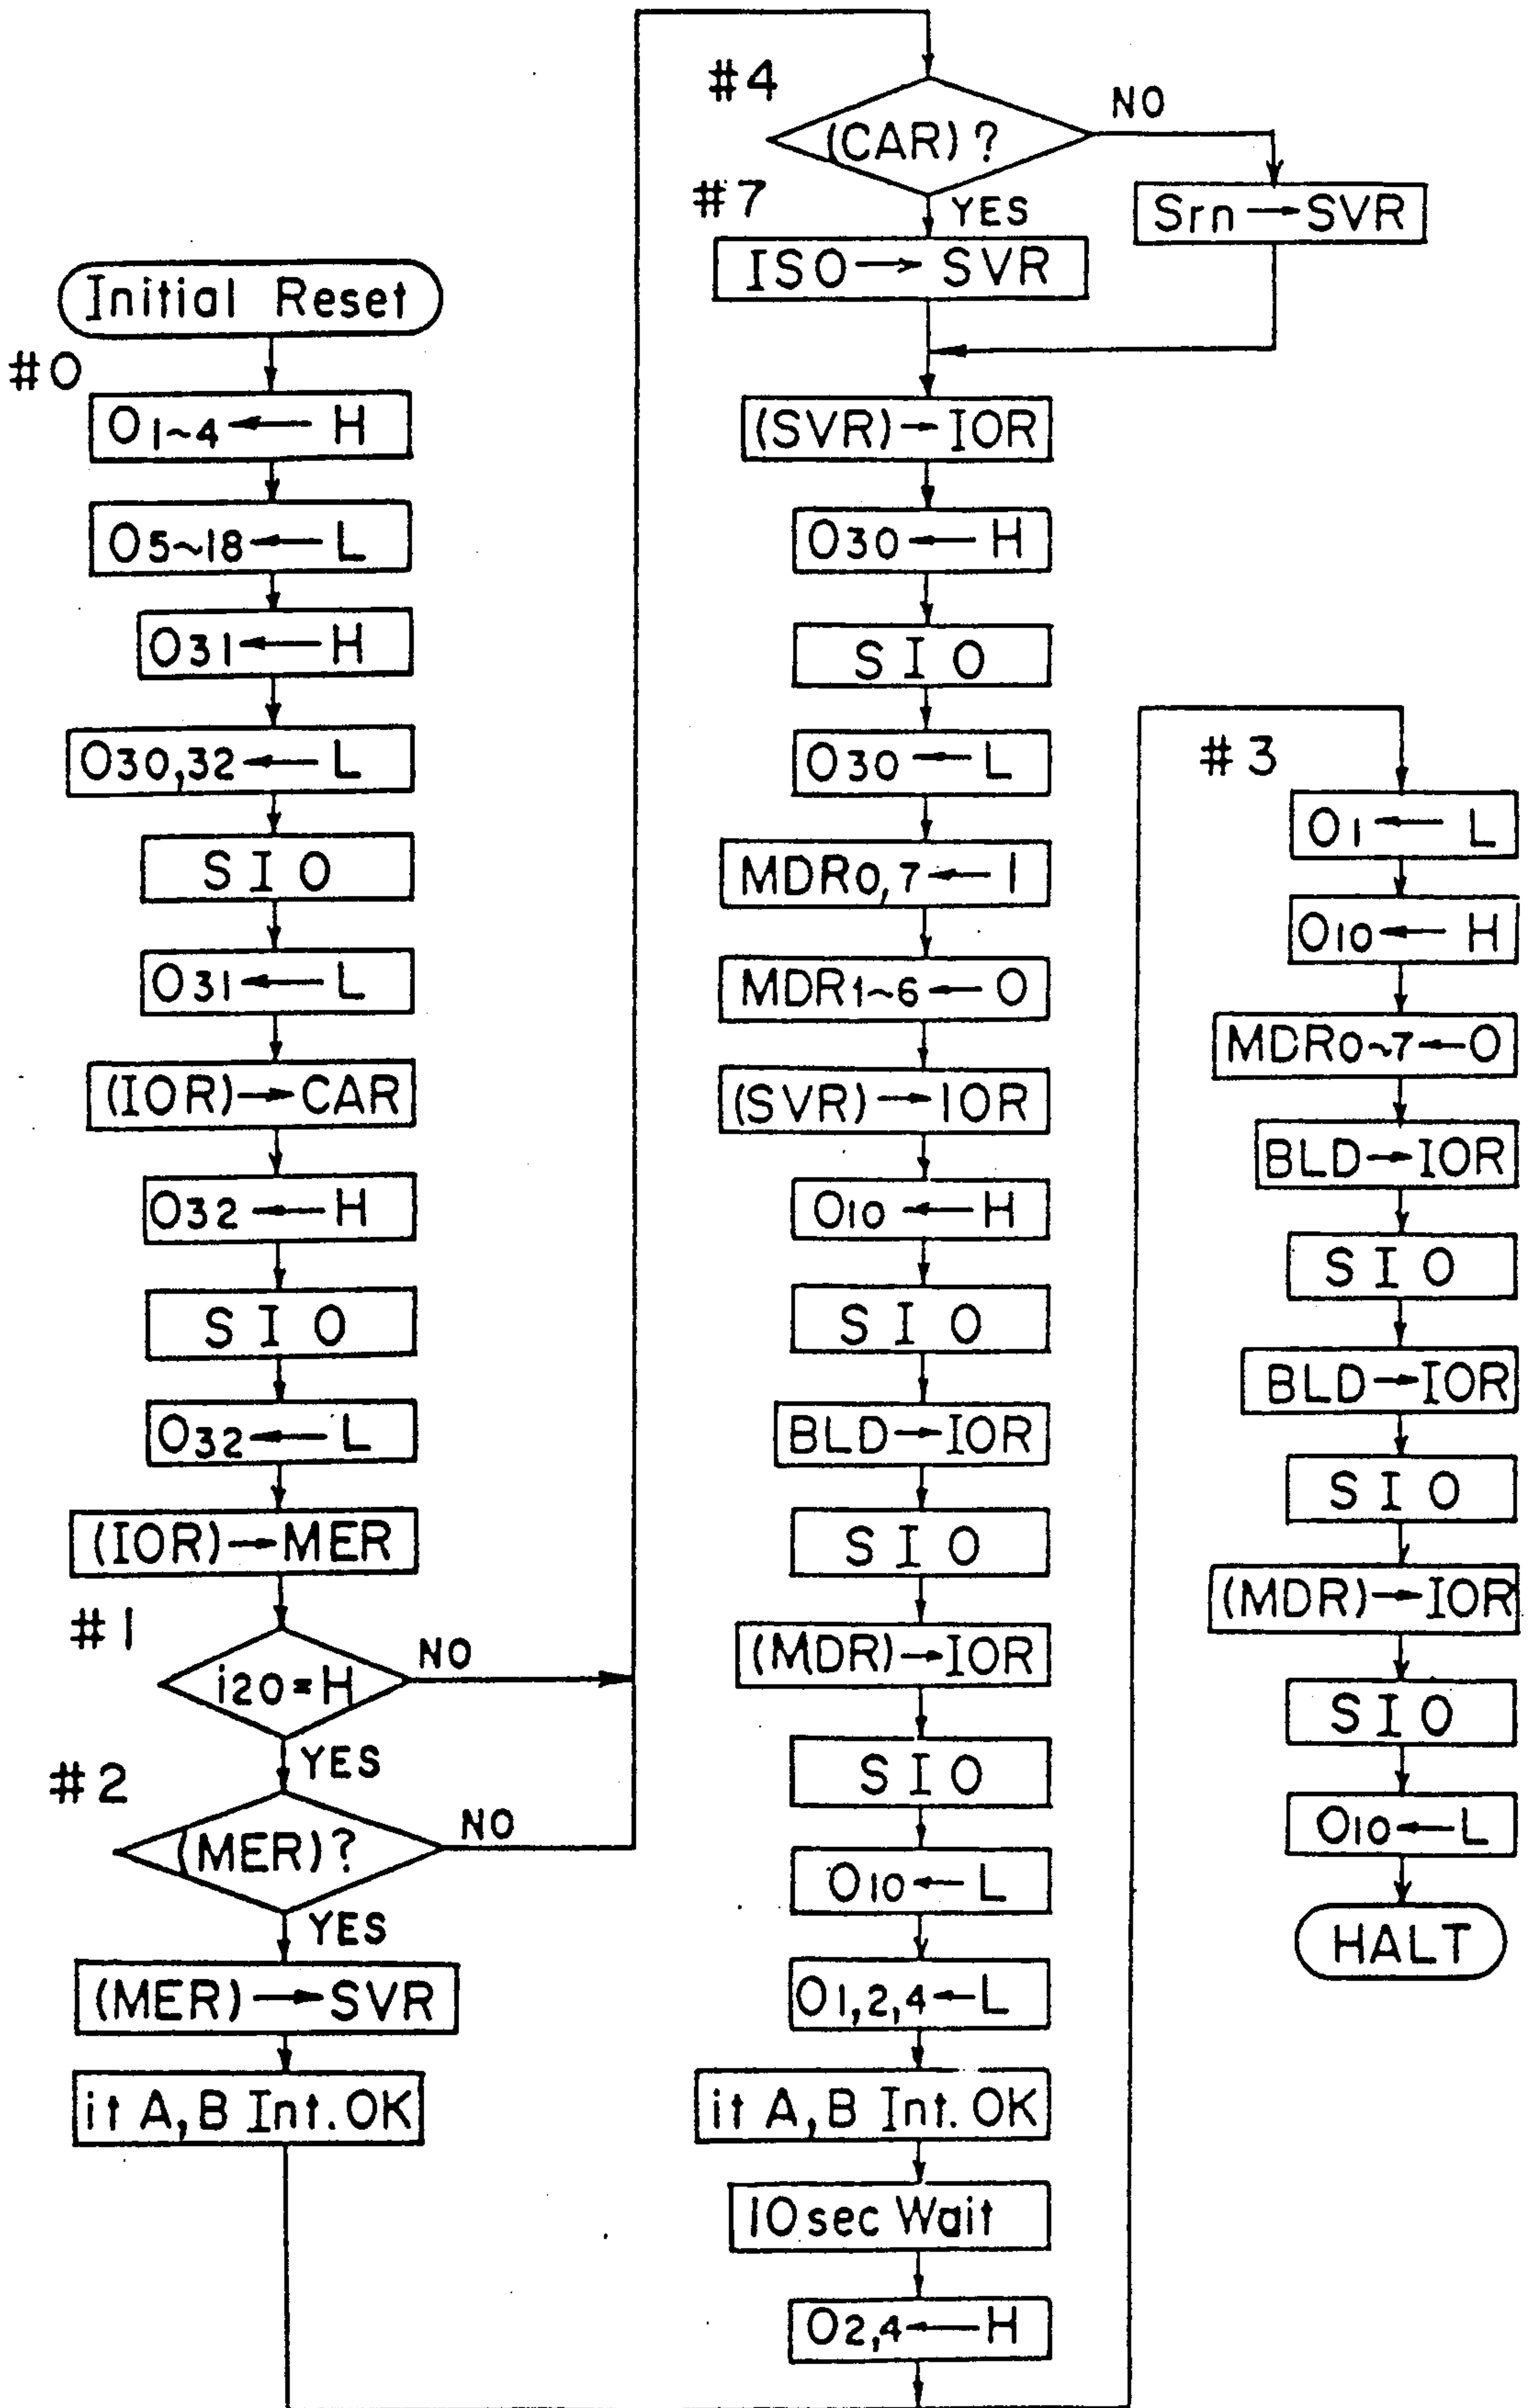 Initial Reset
#0
O1~4 ← H
O5~18 ← L
O31 ← H
O30,32 ← L
SIO
O31 ← L
(IOR) → CAR
O32 ← H
SIO
O32 ← L
(IOR) → MER
#1
i20 = H
NO
YES
#2
(MER)?
NO
YES
(MER) → SVR
it A, B Int. OK
#4
(CAR)?
NO
Srn → SVR
#7
YES
ISO → SVR
(SVR) → IOR
O30 ← H
SIO
O30 ← L
MDR0,7 ← 1
MDR1~6 ← 0
(SVR) → IOR
O10 ← H
SIO
BLD → IOR
SIO
(MDR) → IOR
SIO
O10 ← L
O1,2,4 ← L
it A, B Int. OK
10sec Wait
O2,4 ← H
#3
O1 ← L
O10 ← H
MDR0~7 ← 0
BLD → IOR
SIO
BLD → IOR
SIO
(MDR) → IOR
SIO
O10 ← L
HALT